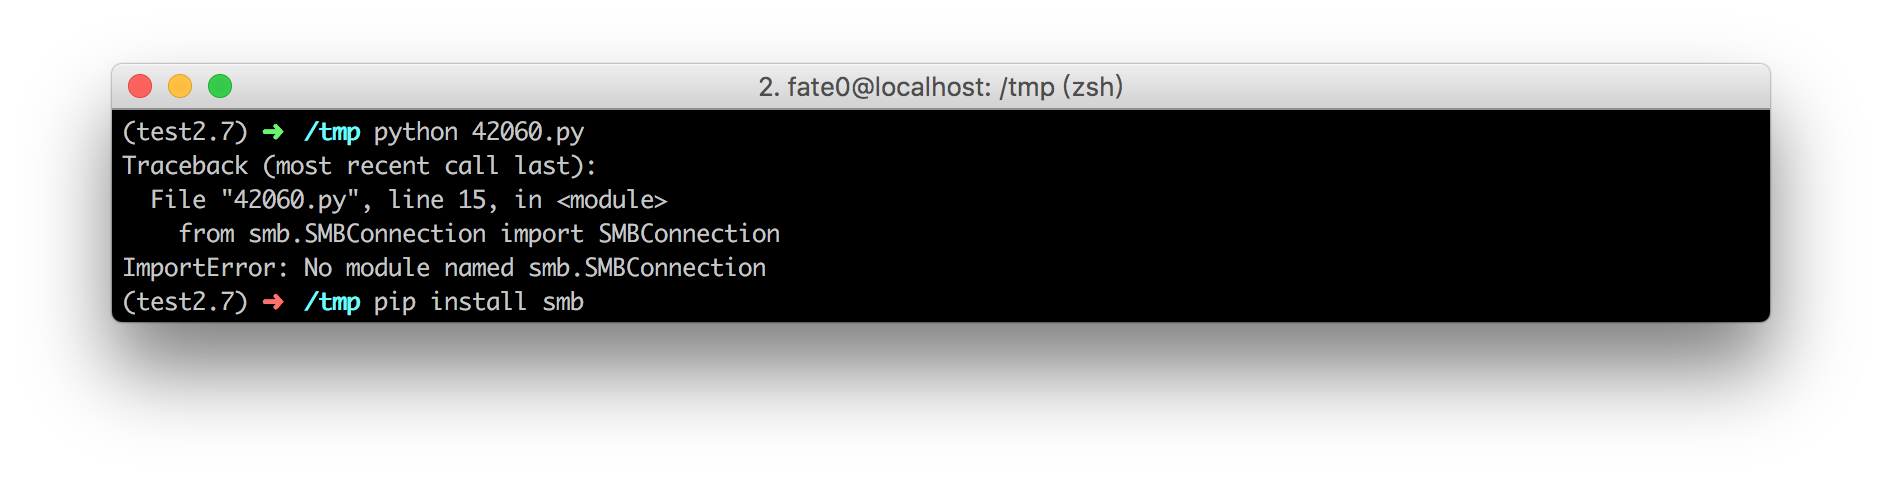 2. fate0@localhost: /tmp (zsh)
(test2.7) ➜ /tmp python 42060.py
Traceback (most recent call last):
  File "42060.py", line 15, in <module>
    from smb.SMBConnection import SMBConnection
ImportError: No module named smb.SMBConnection
(test2.7) ➜ /tmp pip install smb